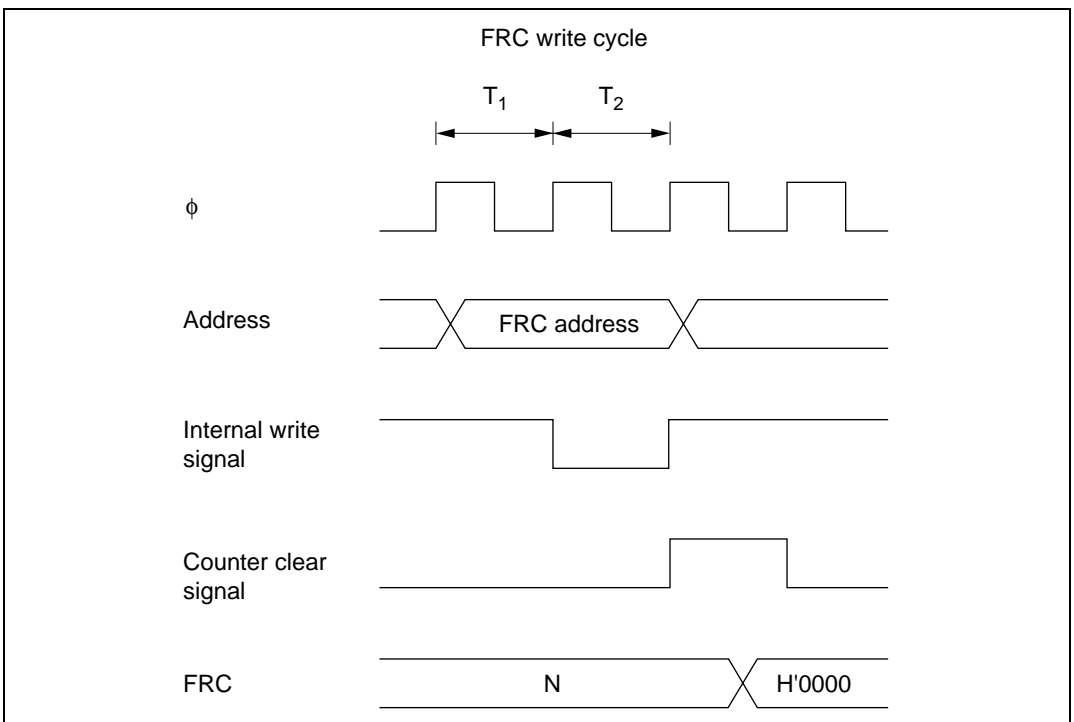 FRC write cycle
T1 T2
ϕ
Address
FRC address
Internal write
signal
Counter clear
signal
FRC
N
H'0000